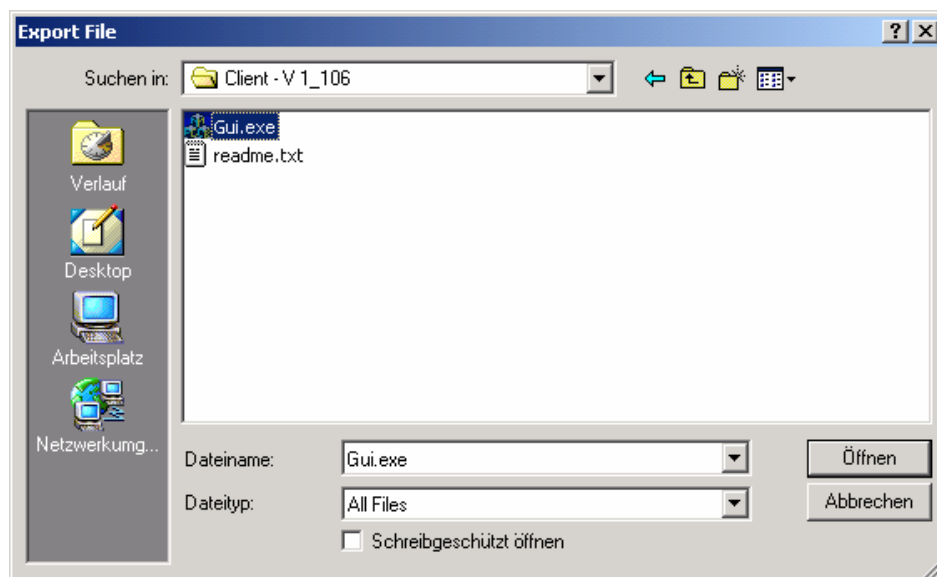 Export File
Suchen in: Client - V 1_106
Gui.exe
readme.txt
Verlauf
Desktop
Arbeitsplatz
Netzwerkumg...
Dateiname: Gui.exe Öffnen
Dateityp: All Files Abbrechen
Schreibgeschützt öffnen